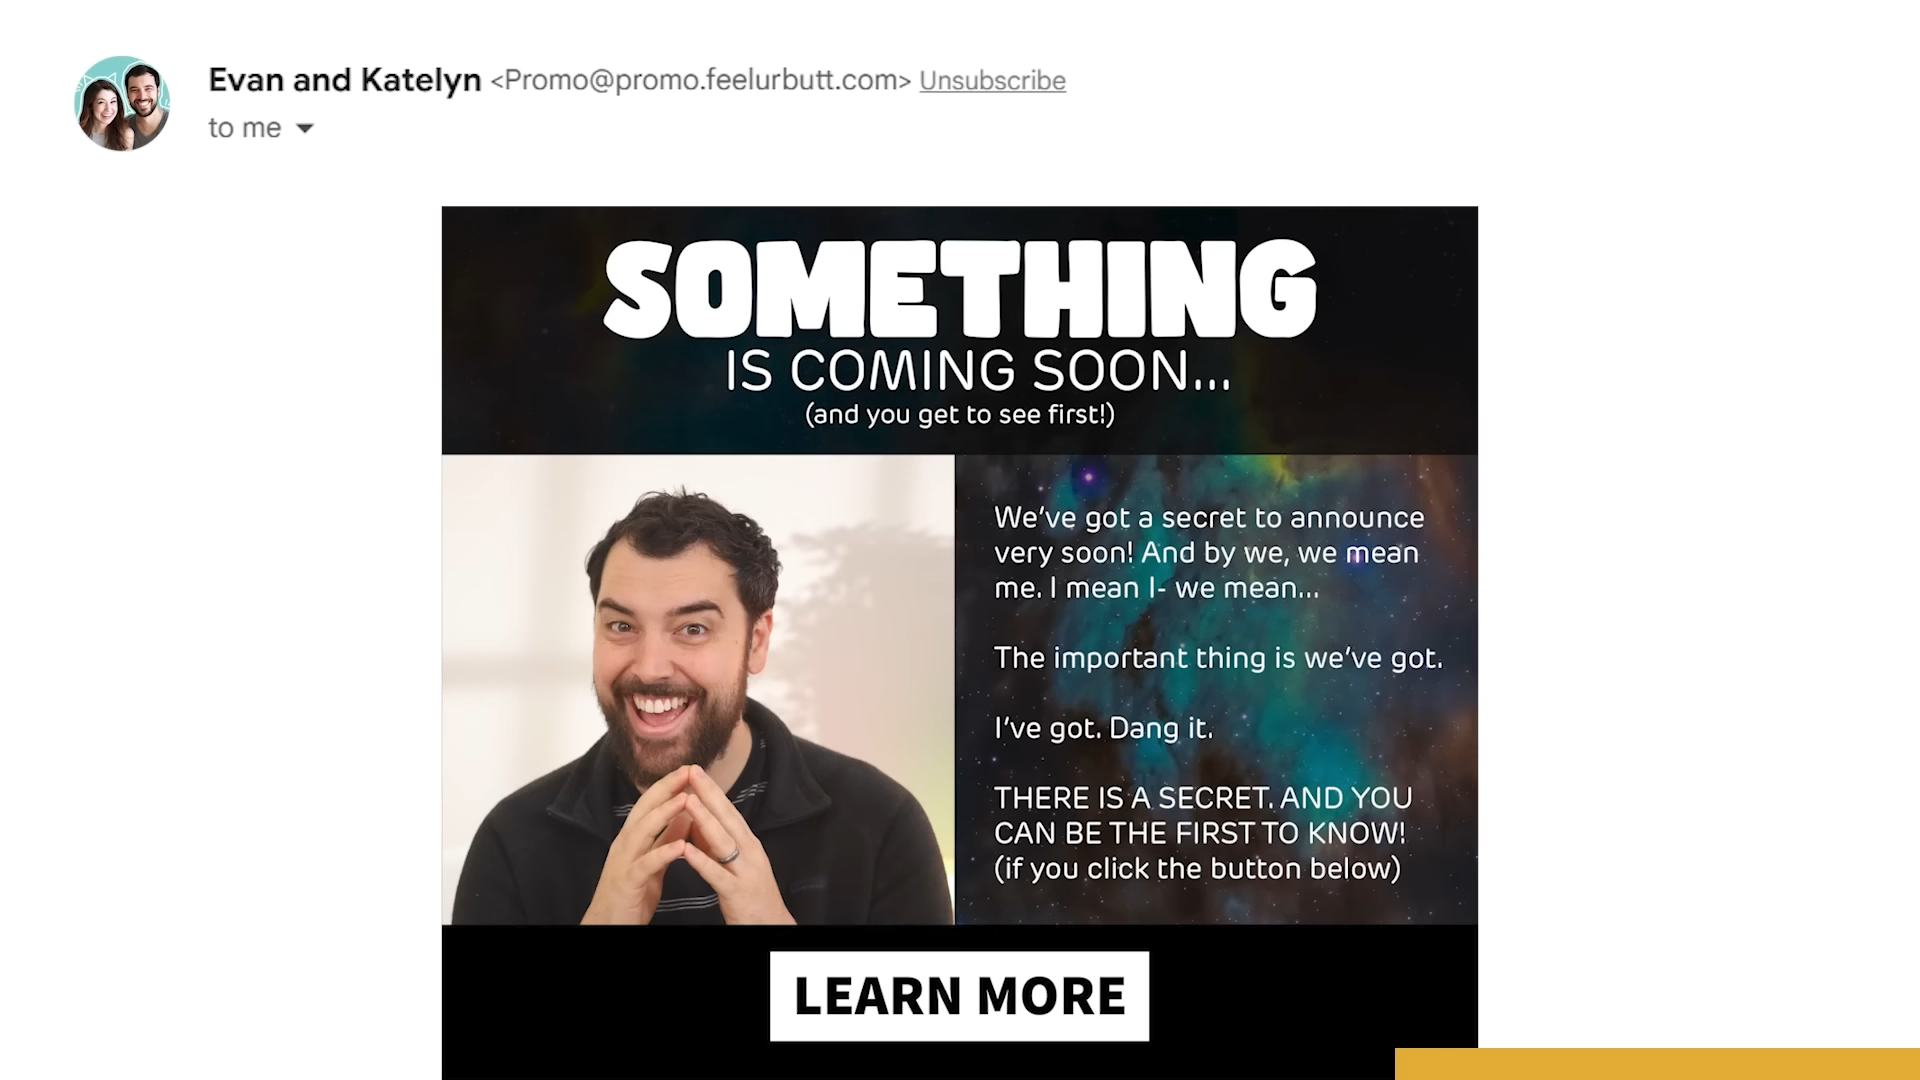 Evan and Katelyn <Promo@promo.feelurbutt.com> Unsubscribe
to me
SOMETHING
IS COMING SOON...
(and you get to see first!)
We've got a secret to announce
very soon! And by we, we mean
me. I mean I- we mean...
The important thing is we've got.
I've got. Dang it.
THERE IS A SECRET. AND YOU
CAN BE THE FIRST TO KNOW!
(if you click the button below)
LEARN MORE